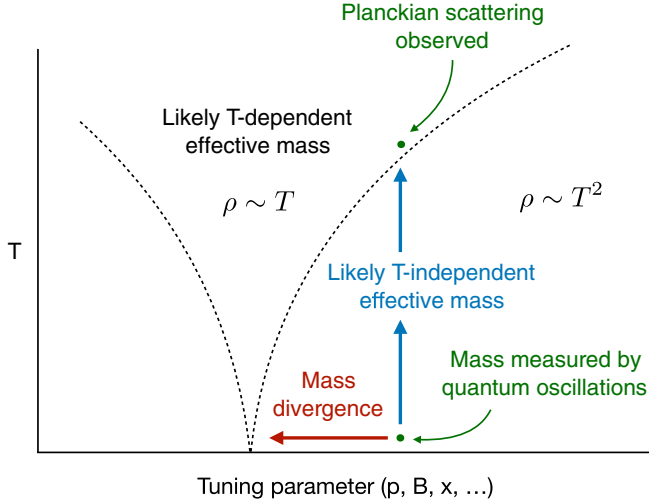 Planckian scattering
observed
Likely T-dependent
effective mass
ρ ∼ T
ρ ∼ T²
T
Likely T-independent
effective mass
Mass
divergence
Mass measured by
quantum oscillations
Tuning parameter (p, B, x, …)